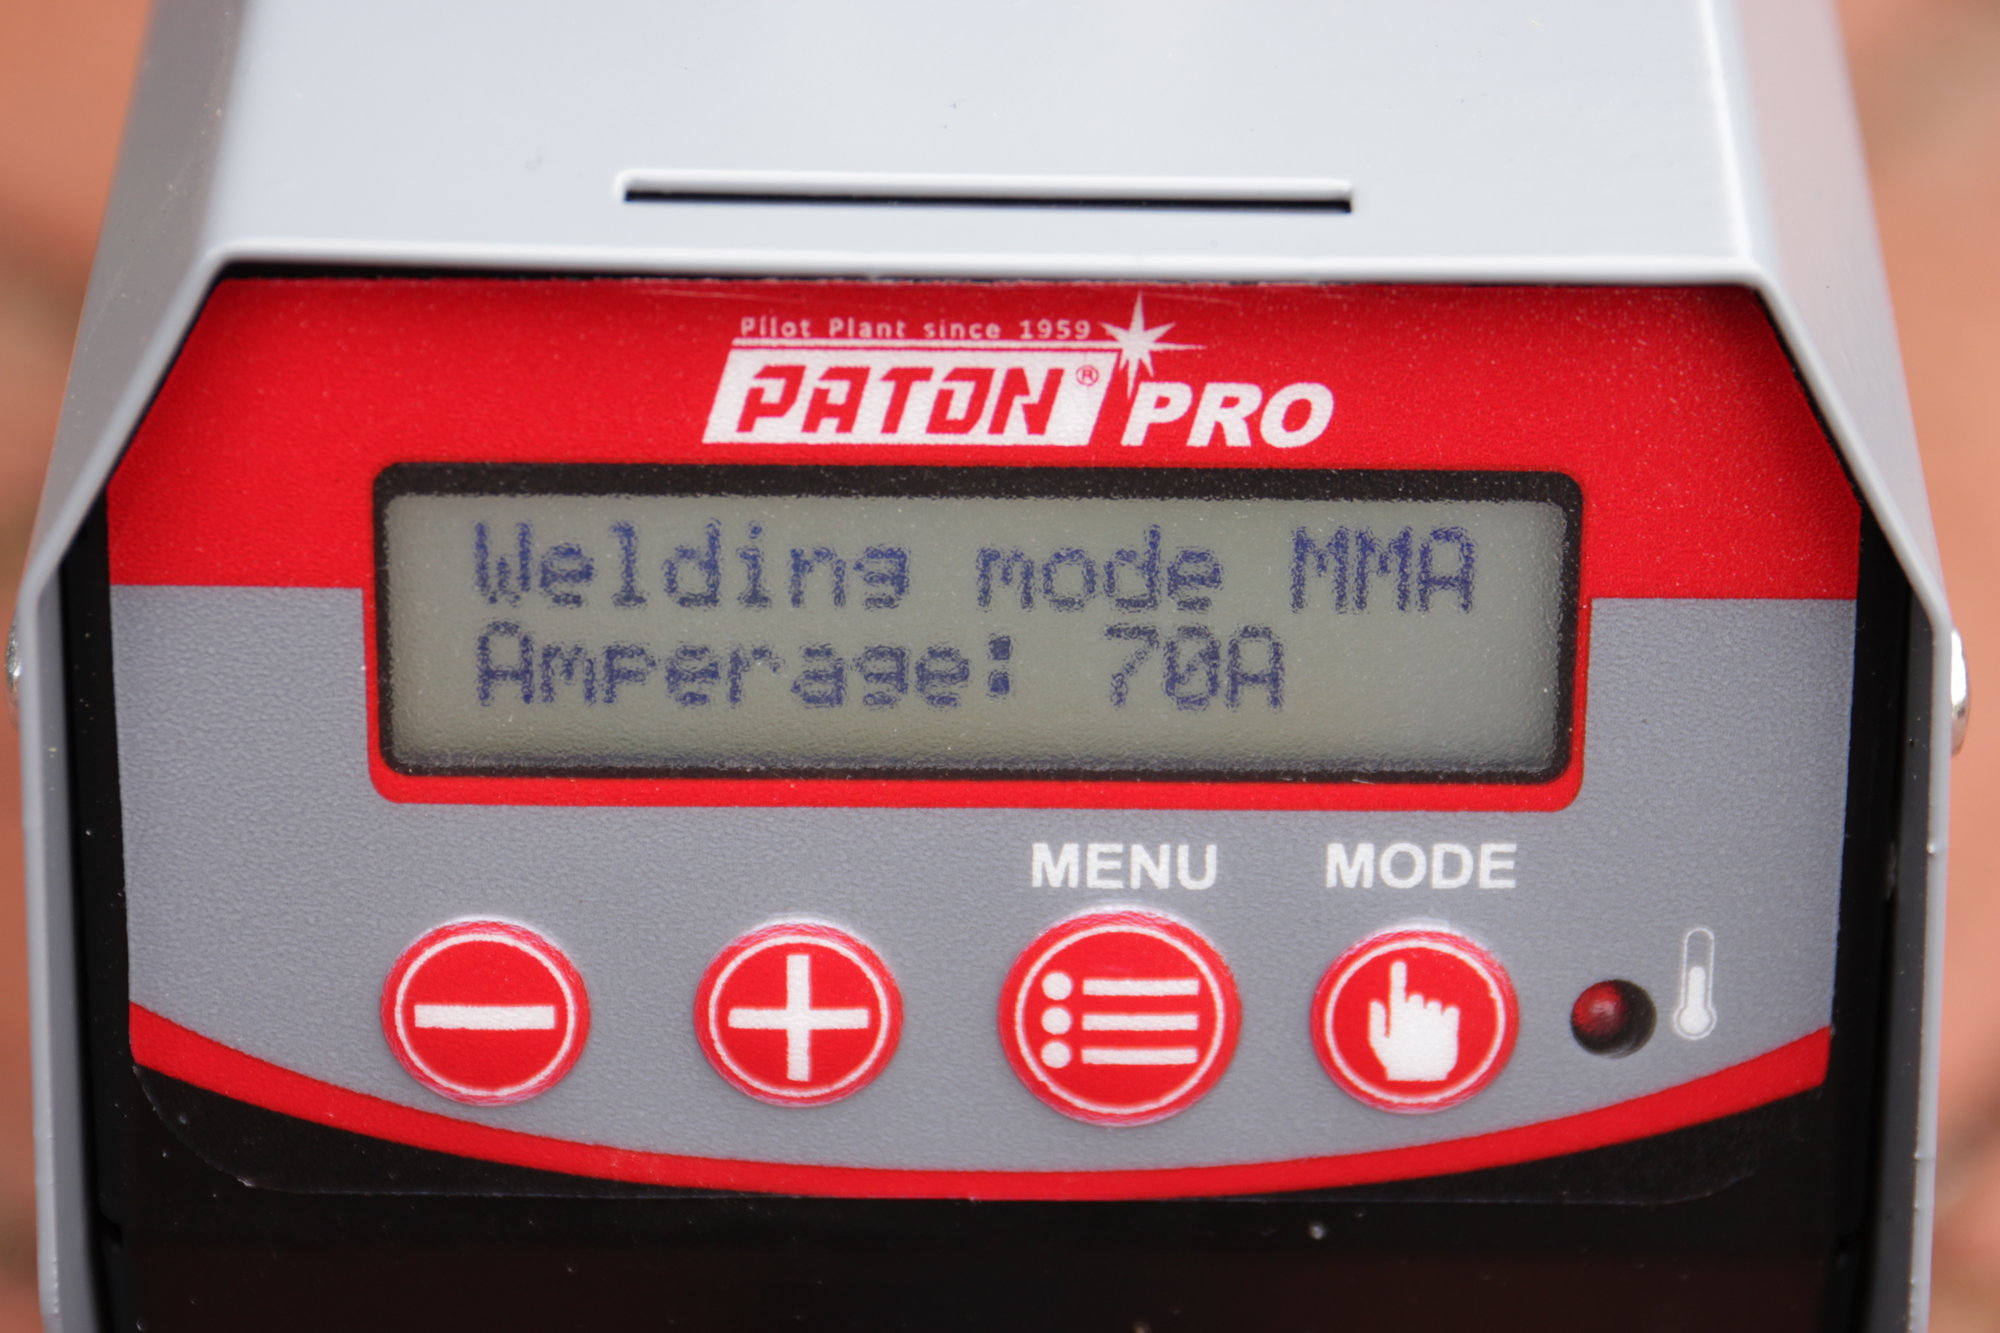 Pilot Plant since 1959
PATON® PRO
Welding mode MMA
Amperage: 70A
MENU MODE